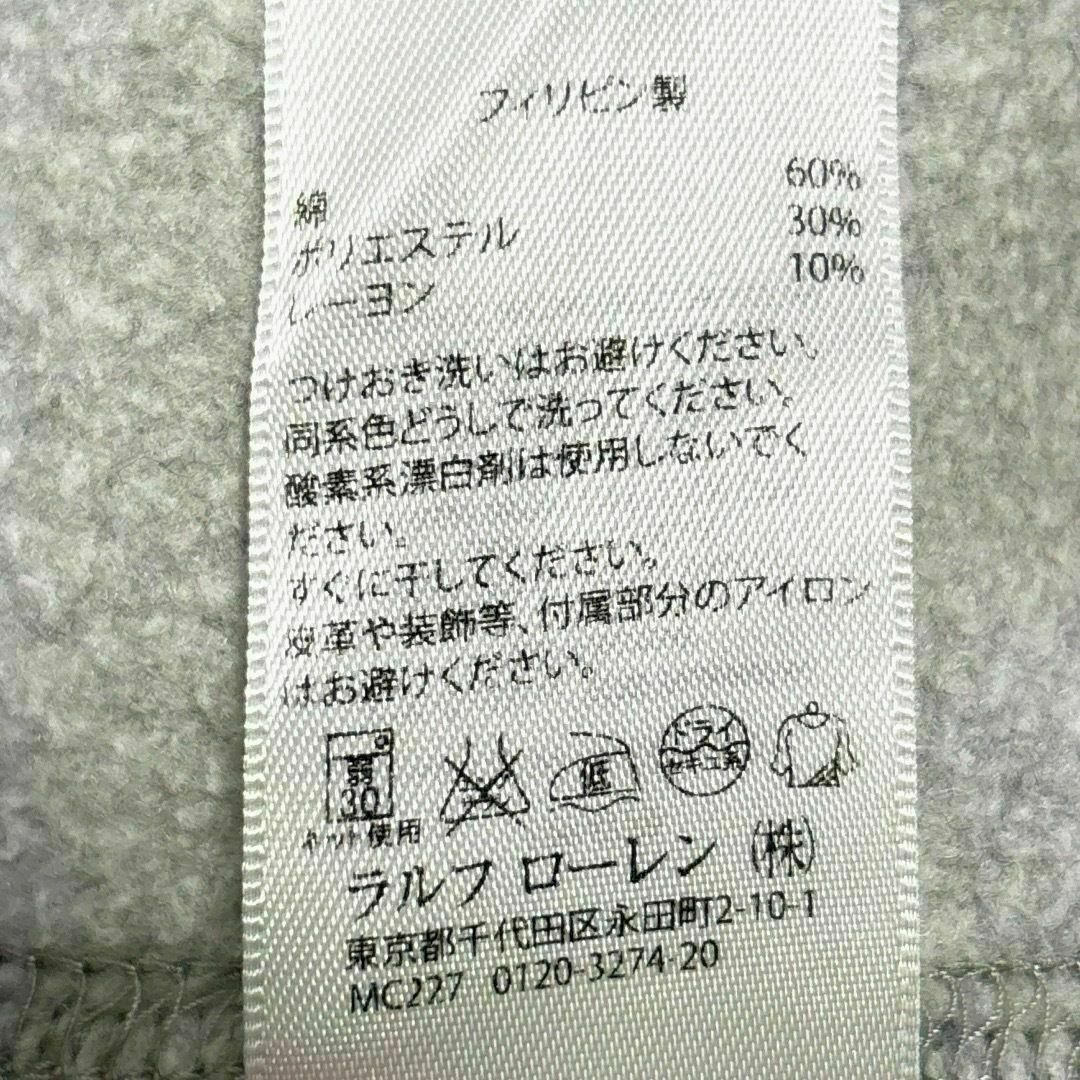 フィリピン製
綿 60%
ポリエステル 30%
レーヨン 10%
つけおき洗いはお避けください。
同系色どうしで洗ってください。
酸素系漂白剤は使用しないでく
ださい。
すぐに干してください。
皮革や装飾等、付属部分のアイロン
はお避けください。
弱
30
ネット使用
低
ドライ
セキユ系
ラルフ ローレン (株)
東京都千代田区永田町2-10-1
MC227 0120-3274-20